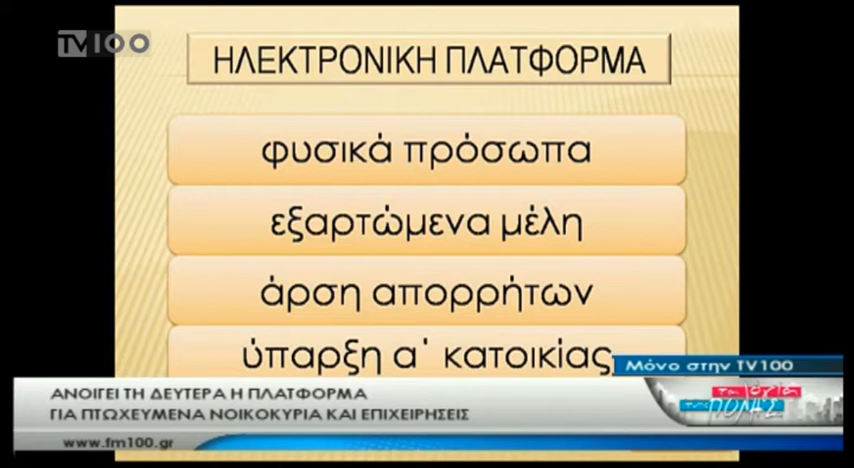 TV100
ΗΛΕΚΤΡΟΝΙΚΗ ΠΛΑΤΦΟΡΜΑ
φυσικά πρόσωπα
εξαρτώμενα μέλη
άρση απορρήτων
ύπαρξη α΄ κατοικίας
Μόνο στην TV100
ΑΝΟΙΓΕΙ ΤΗ ΔΕΥΤΕΡΑ Η ΠΛΑΤΦΟΡΜΑ
ΓΙΑ ΠΤΩΧΕΥΜΕΝΑ ΝΟΙΚΟΚΥΡΙΑ ΚΑΙ ΕΠΙΧΕΙΡΗΣΕΙΣ
ΠΟΛΗΣ
www.fm100.gr